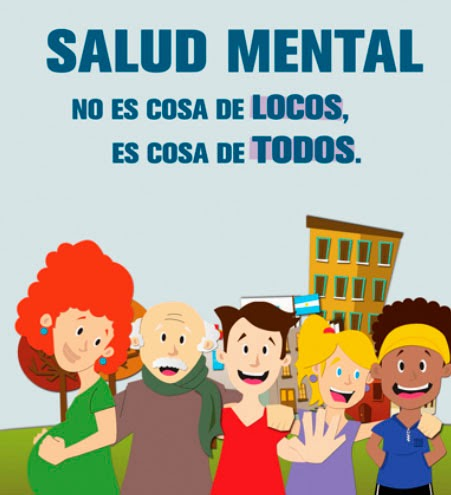 SALUD MENTAL
NO ES COSA DE LOCOS,
ES COSA DE TODOS.